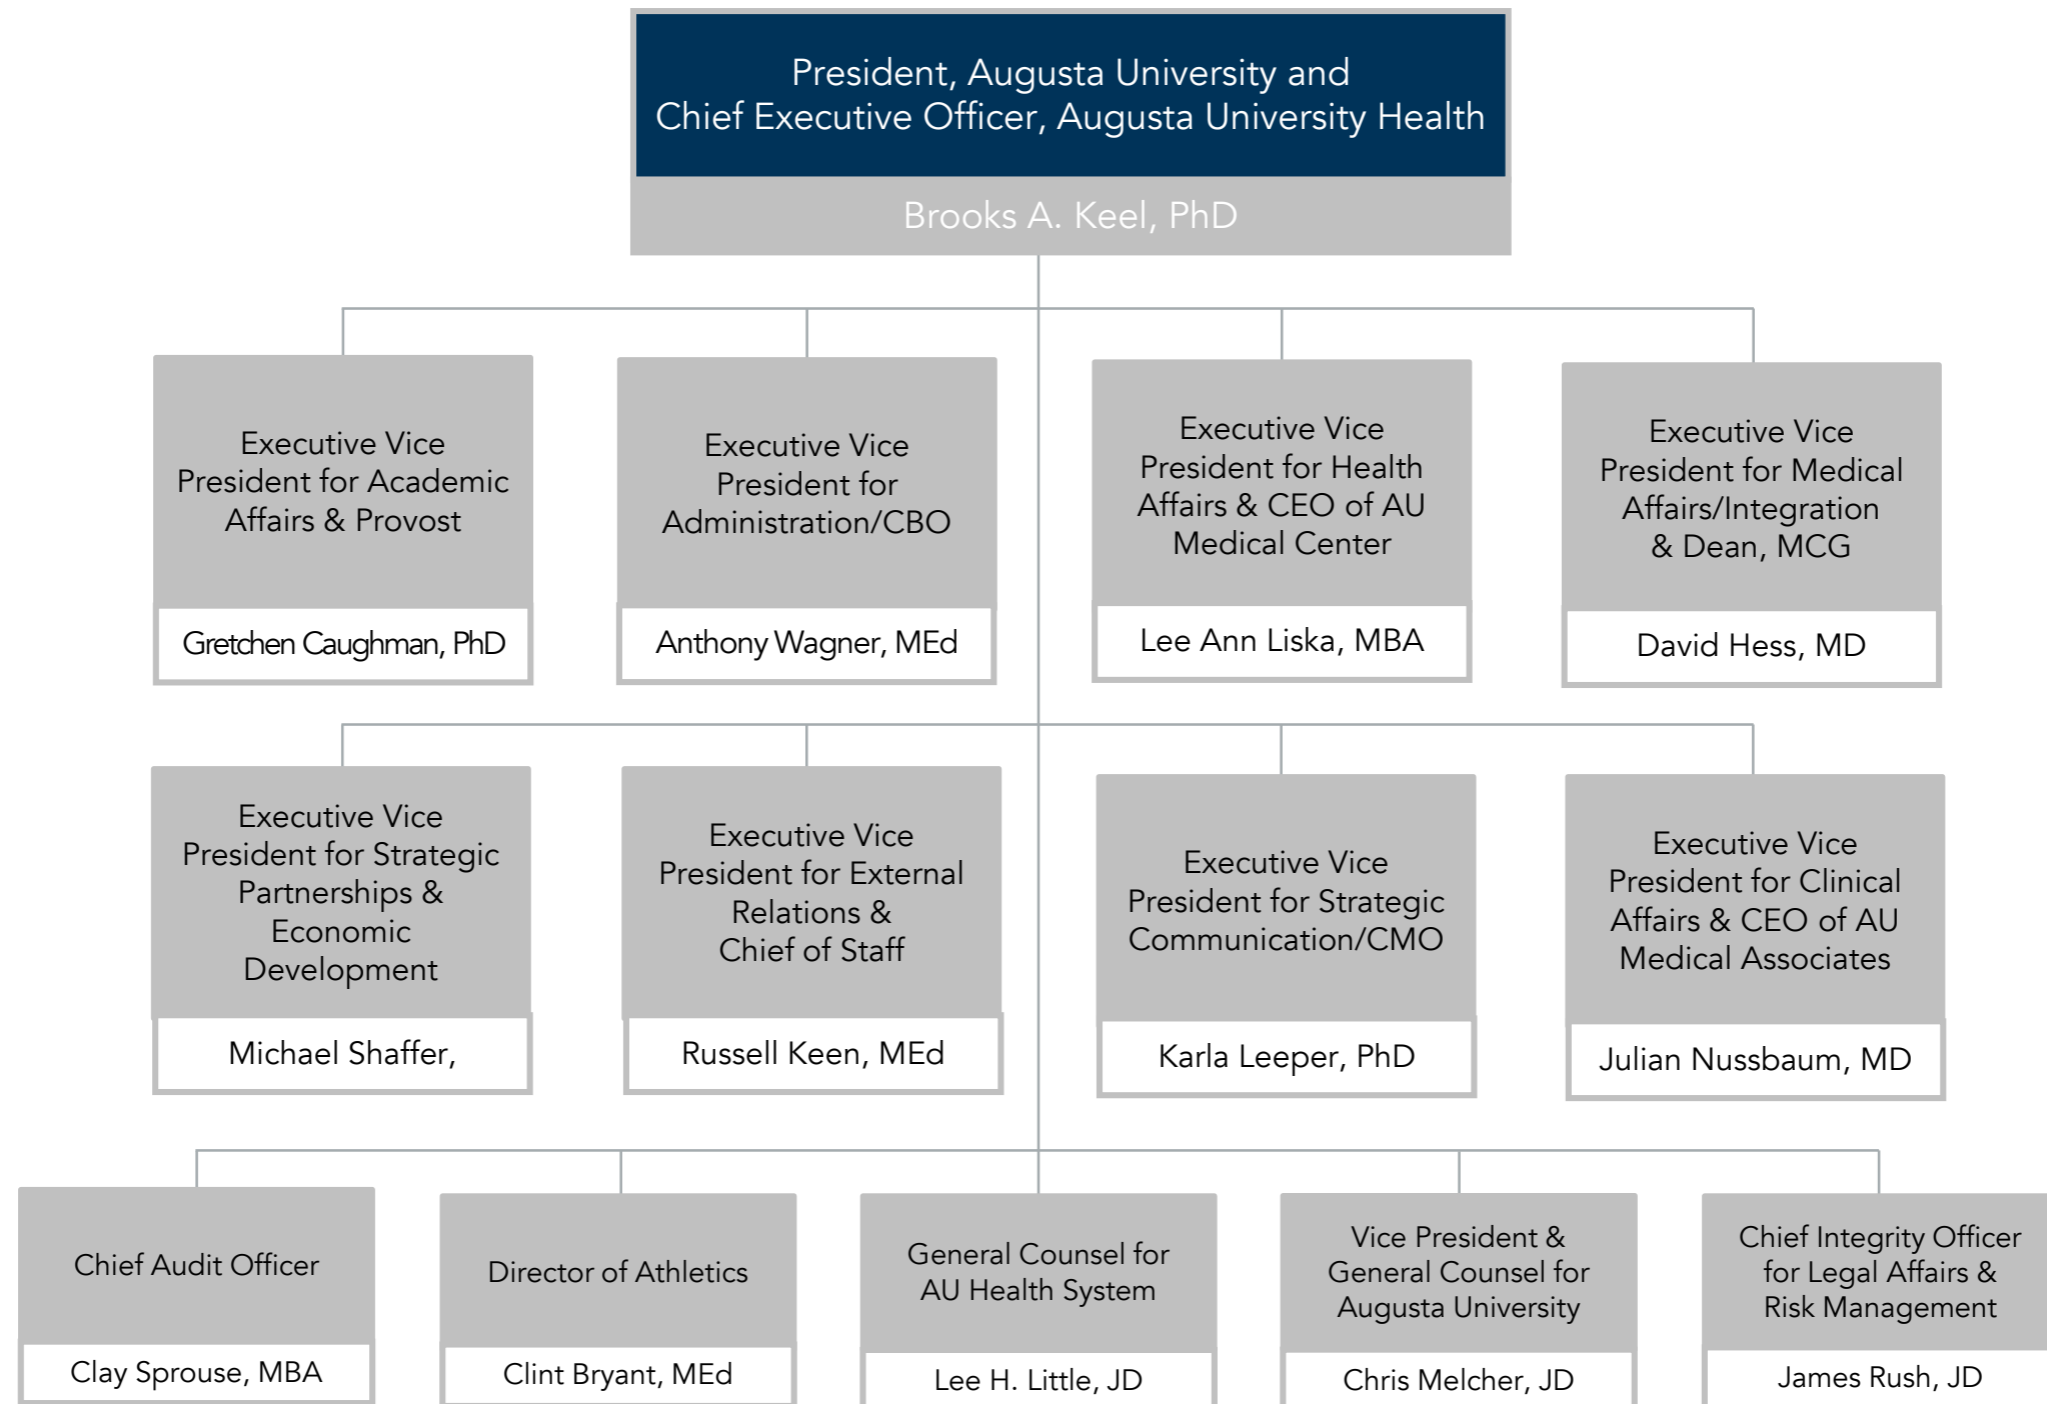 President, Augusta University and
Chief Executive Officer, Augusta University Health
Brooks A. Keel, PhD
Executive Vice
President for Academic
Affairs & Provost
Gretchen Caughman, PhD
Executive Vice
President for
Administration/CBO
Anthony Wagner, MEd
Executive Vice
President for Health
Affairs & CEO of AU
Medical Center
Lee Ann Liska, MBA
Executive Vice
President for Medical
Affairs/Integration
& Dean, MCG
David Hess, MD
Executive Vice
President for Strategic
Partnerships &
Economic
Development
Michael Shaffer,
Executive Vice
President for External
Relations &
Chief of Staff
Russell Keen, MEd
Executive Vice
President for Strategic
Communication/CMO
Karla Leeper, PhD
Executive Vice
President for Clinical
Affairs & CEO of AU
Medical Associates
Julian Nussbaum, MD
Chief Audit Officer
Clay Sprouse, MBA
Director of Athletics
Clint Bryant, MEd
General Counsel for
AU Health System
Lee H. Little, JD
Vice President &
General Counsel for
Augusta University
Chris Melcher, JD
Chief Integrity Officer
for Legal Affairs &
Risk Management
James Rush, JD